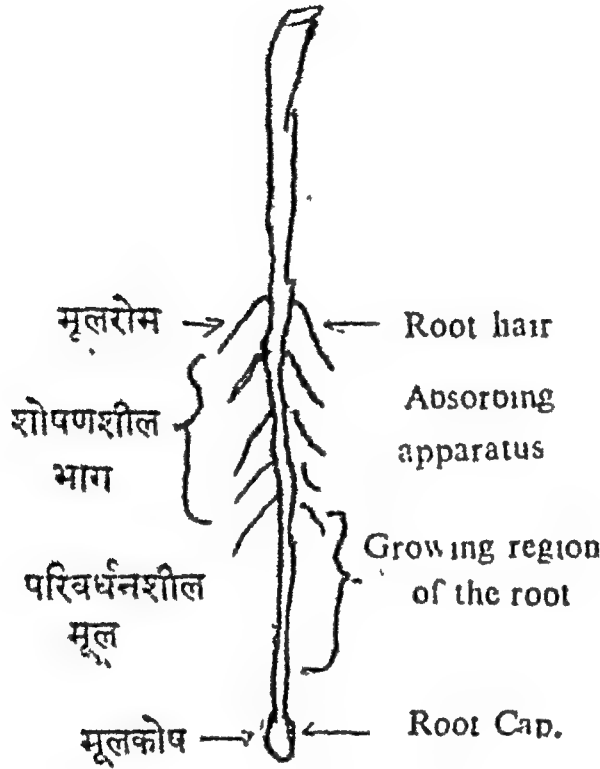 मूलरोम
Root hair
शोषणशील
भाग
Absorbing
apparatus
Growing region
of the root
परिवर्धनशील
मूल
मूलकोष
Root Cap.